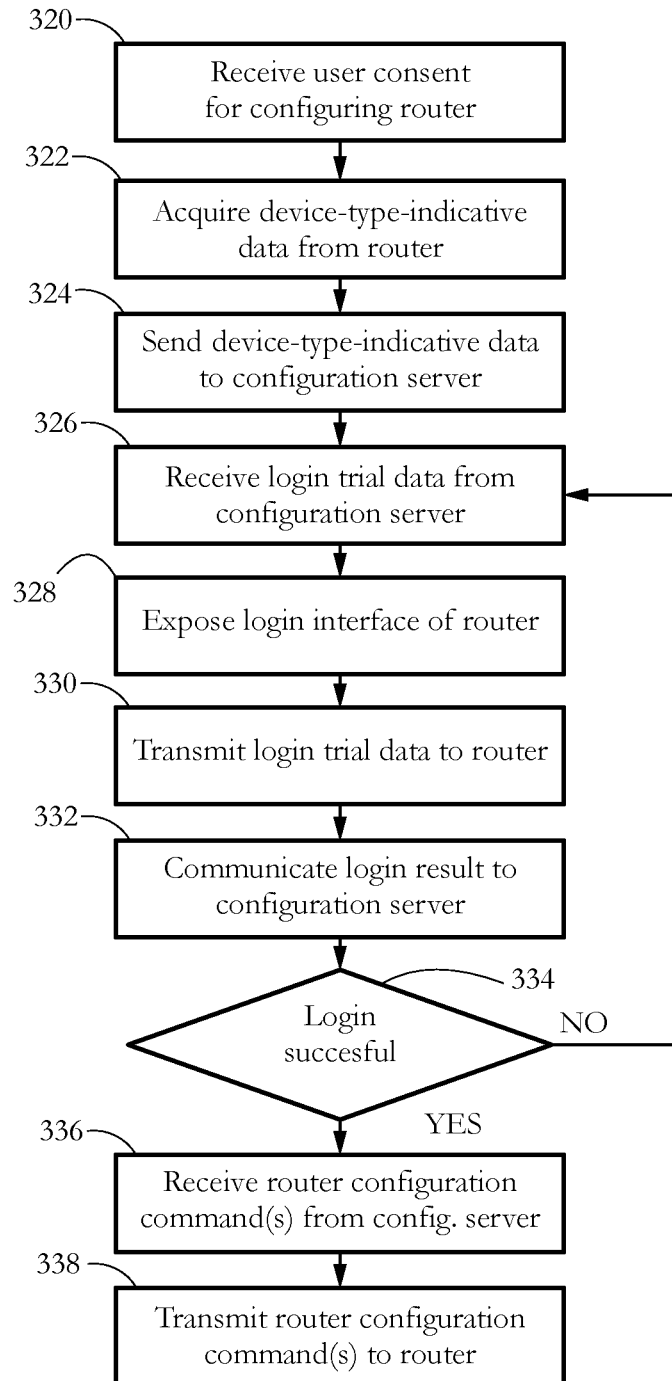 320
Receive user consent
for configuring router
322
Acquire device-type-indicative
data from router
324
Send device-type-indicative data
to configuration server
326
Receive login trial data from
configuration server
328
Expose login interface of router
330
Transmit login trial data to router
332
Communicate login result to
configuration server
334
Login
succesful
NO
YES
336
Receive router configuration
command(s) from config. server
338
Transmit router configuration
command(s) to router